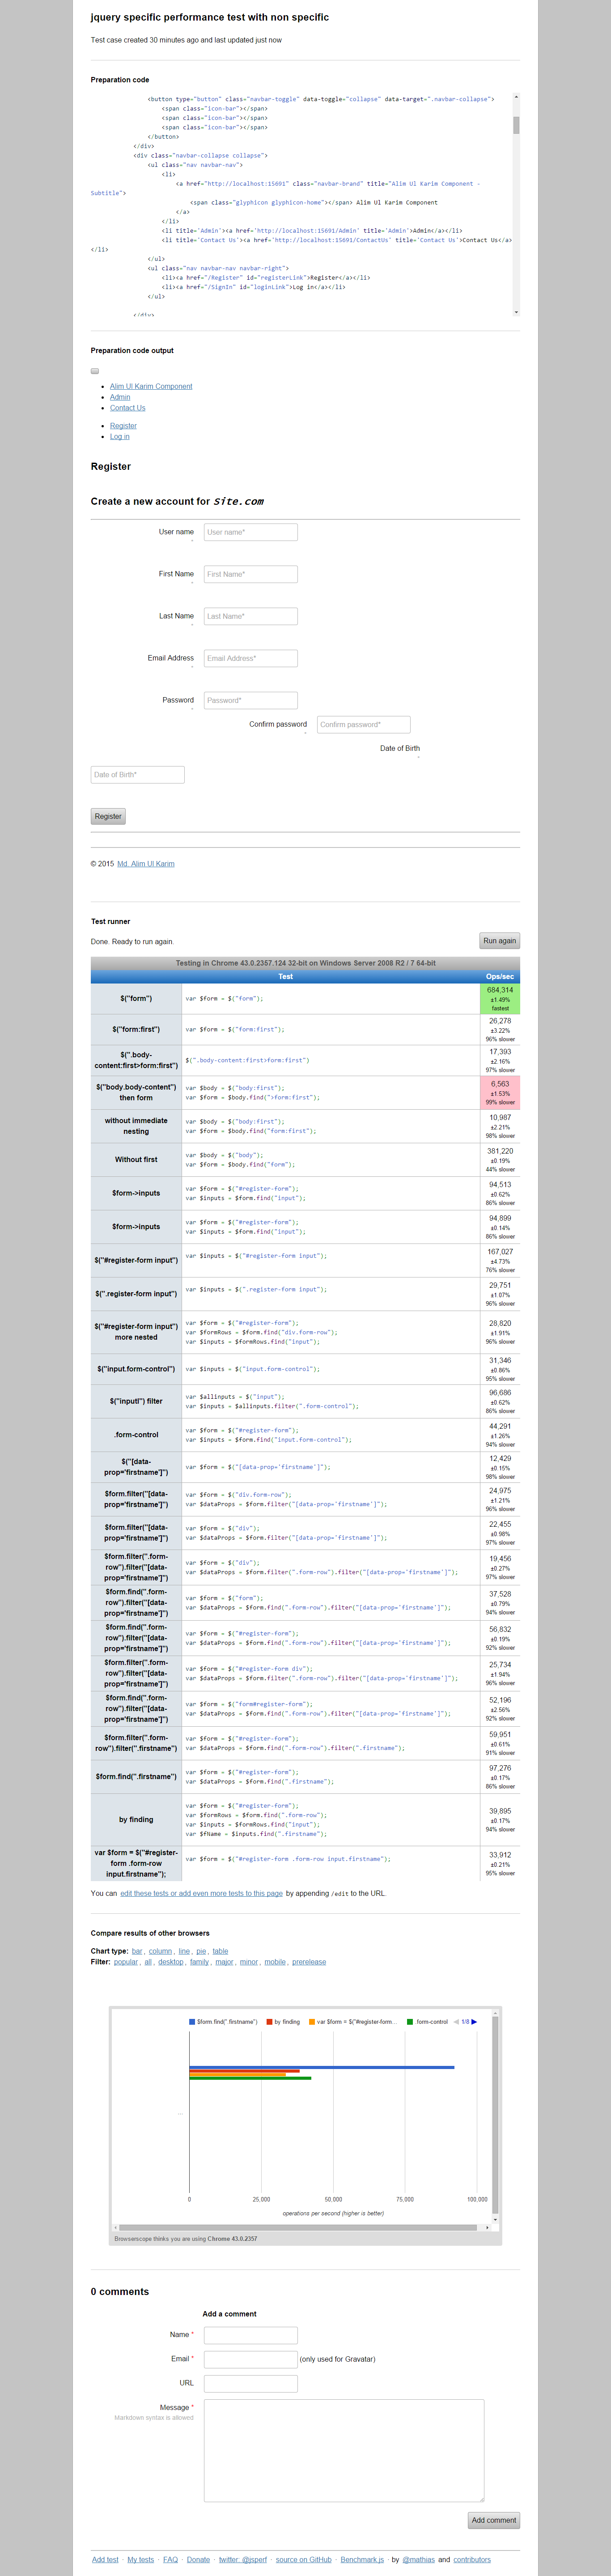 jquery specific performance test with non specific
Test case created 30 minutes ago and last updated just now
Preparation code
<button type="button" class="navbar-toggle" data-toggle="collapse" data-target=".navbar-collapse">
<span class="icon-bar"></span>
<span class="icon-bar"></span>
<span class="icon-bar"></span>
</button>
</div>
<div class="navbar-collapse collapse">
<ul class="nav navbar-nav">
<li>
<a href="http://localhost:15691" class="navbar-brand" title="Alim Ul Karim Component -
Subtitle">
<span class="glyphicon glyphicon-home"></span> Alim Ul Karim Component
</a>
</li>
<li title='Admin'><a href='http://localhost:15691/Admin' title='Admin'>Admin</a></li>
<li title='Contact Us'><a href='http://localhost:15691/ContactUs' title='Contact Us'>Contact Us</a>
</li>
</ul>
<ul class="nav navbar-nav navbar-right">
<li><a href="/Register" id="registerLink">Register</a></li>
<li><a href="/SignIn" id="loginLink">Log in</a></li>
</ul>
</div>
Preparation code output
Alim Ul Karim Component
Admin
Contact Us
Register
Log in
Register
Create a new account for Site.com
User name User name*
*
First Name First Name*
*
Last Name Last Name*
*
Email Address Email Address*
*
Password Password*
*
Confirm password Confirm password*
*
Date of Birth
*
Date of Birth*
Register
© 2015 Md. Alim Ul Karim
Test runner
Done. Ready to run again.
Run again
Testing in Chrome 43.0.2357.124 32-bit on Windows Server 2008 R2 / 7 64-bit
Test Ops/sec
$("form")
var $form = $("form");
684,314
±1.49%
fastest
$("form:first")
var $form = $("form:first");
26,278
±3.22%
96% slower
$(".body-
content:first>form:first")
$(".body-content:first>form:first")
17,393
±2.16%
97% slower
$("body.body-content")
then form
var $body = $("body:first");
var $form = $body.find(">form:first");
6,563
±1.53%
99% slower
without immediate
nesting
var $body = $("body:first");
var $form = $body.find("form:first");
10,987
±2.21%
98% slower
Without first
var $body = $("body");
var $form = $body.find("form");
381,220
±0.19%
44% slower
$form->inputs
var $form = $("#register-form");
var $inputs = $form.find("input");
94,513
±0.62%
86% slower
$form->inputs
var $form = $("#register-form");
var $inputs = $form.find("input");
94,899
±0.14%
86% slower
$("#register-form input")
var $inputs = $("#register-form input");
167,027
±4.73%
76% slower
$(".register-form input")
var $inputs = $(".register-form input");
29,751
±1.07%
96% slower
$("#register-form input")
more nested
var $form = $("#register-form");
var $formRows = $form.find("div.form-row");
var $inputs = $formRows.find("input");
28,820
±1.91%
96% slower
$("input.form-control")
var $inputs = $("input.form-control");
31,346
±0.86%
95% slower
$("inputl") filter
var $allinputs = $("input");
var $inputs = $allinputs.filter(".form-control");
96,686
±0.62%
86% slower
.form-control
var $form = $("#register-form");
var $inputs = $form.find("input.form-control");
44,291
±1.26%
94% slower
$("[data-
prop='firstname']")
var $form = $("[data-prop='firstname']");
12,429
±0.15%
98% slower
$form.filter("[data-
prop='firstname']")
var $form = $("div.form-row");
var $dataProps = $form.filter("[data-prop='firstname']");
24,975
±1.21%
96% slower
$form.filter("[data-
prop='firstname']")
var $form = $("div");
var $dataProps = $form.filter("[data-prop='firstname']");
22,455
±0.98%
97% slower
$form.filter(".form-
row").filter("[data-
prop='firstname']")
var $form = $("div");
var $dataProps = $form.filter(".form-row").filter("[data-prop='firstname']");
19,456
±0.27%
97% slower
$form.find(".form-
row").filter("[data-
prop='firstname']")
var $form = $("form");
var $dataProps = $form.find(".form-row").filter("[data-prop='firstname']");
37,528
±0.79%
94% slower
$form.find(".form-
row").filter("[data-
prop='firstname']")
var $form = $("#register-form");
var $dataProps = $form.find(".form-row").filter("[data-prop='firstname']");
56,832
±0.19%
92% slower
$form.filter(".form-
row").filter("[data-
prop='firstname']")
var $form = $("#register-form div");
var $dataProps = $form.filter(".form-row").filter("[data-prop='firstname']");
25,734
±1.94%
96% slower
$form.find(".form-
row").filter("[data-
prop='firstname']")
var $form = $("form#register-form");
var $dataProps = $form.find(".form-row").filter("[data-prop='firstname']");
52,196
±2.56%
92% slower
$form.filter(".form-
row").filter(".firstname")
var $form = $("#register-form");
var $dataProps = $form.find(".form-row").filter(".firstname");
59,951
±0.61%
91% slower
$form.find(".firstname")
var $form = $("#register-form");
var $dataProps = $form.find(".firstname");
97,276
±0.17%
86% slower
by finding
var $form = $("#register-form");
var $formRows = $form.find(".form-row");
var $inputs = $formRows.find("input");
var $fName = $inputs.find(".firstname");
39,895
±0.17%
94% slower
var $form = $("#register-
form .form-row
input.firstname");
var $form = $("#register-form .form-row input.firstname");
33,912
±0.21%
95% slower
You can edit these tests or add even more tests to this page by appending /edit to the URL.
Compare results of other browsers
Chart type: bar, column, line, pie, table
Filter: popular, all, desktop, family, major, minor, mobile, prerelease
$form.find(".firstname") by finding var $form = $("#register-form... .form-control 1/8
...
0 25,000 50,000 75,000 100,000
operations per second (higher is better)
Browserscope thinks you are using Chrome 43.0.2357
0 comments
Add a comment
Name *
Email * (only used for Gravatar)
URL
Message *
Markdown syntax is allowed
Add comment
Add test · My tests · FAQ · Donate · twitter: @jsperf · source on GitHub · Benchmark.js · by @mathias and contributors